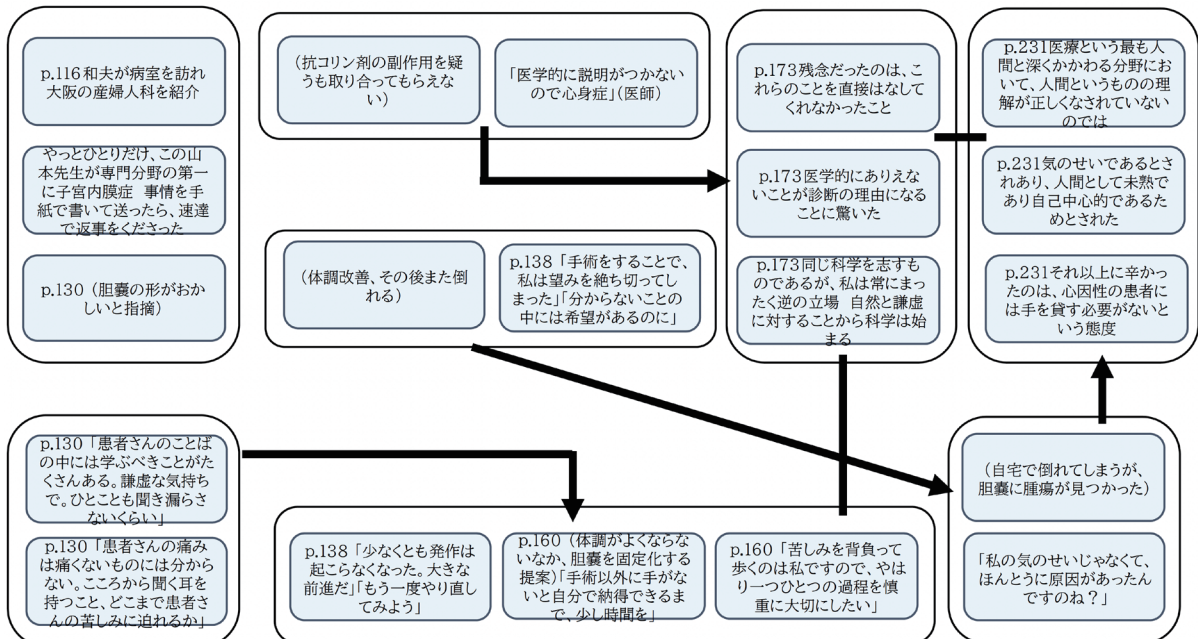 p.116和夫が病室を訪れ
大阪の産婦人科を紹介
やっとひとりだけ、この山
本先生が専門分野の第一
に子宮内膜症　事情を手
紙で書いて送ったら、速達
で返事をくださった
p.130（胆嚢の形がおか
しいと指摘）
（抗コリン剤の副作用を疑
うも取り合ってもらえな
い）
「医学的に説明がつかない
ので心身症」（医師）
（体調改善、その後また倒
れる）
p.138「手術をすることで、
私は望みを絶ち切ってし
まった」「分からないことの
中には希望があるのに」
p.173残念だったのは、こ
れらのことを直接はなして
くれなかったこと
p.173医学的にありえな
いことが診断の理由になる
ことに驚いた
p.173同じ科学を志すも
のであるが、私は常にまっ
たく逆の立場　自然と謙虚
に対することから科学は始
まる
p.231医療という最も人
間と深くかかわる分野にお
いて、人間というものの理
解が正しくなされていない
のでは
p.231気のせいであるとさ
れあり、人間として未熟で
あり自己中心的であるた
めとされた
p.231それ以上に辛かっ
たのは、心因性の患者に
は手を貸す必要がないと
いう態度
p.130「患者さんのことば
の中には学ぶべきことがた
くさんある。謙虚な気持ち
で。ひとことも聞き漏らさ
ないくらい」
p.130「患者さんの痛み
は痛くないものには分から
ない。こころから聞く耳を
持つこと、どこまで患者さ
んの苦しみに迫れるか」
p.138「少なくとも発作は
起こらなくなった。大きな
前進だ」「もう一度やり直し
てみよう」
p.160（体調がよくならな
いなか、胆嚢を固定化する
提案）「手術以外に手がな
いと自分で納得できるま
で、少し時間を」
p.160「苦しみを背負って
歩くのは私ですので、や
はり一つひとつの過程を慎
重に大切にしたい」
（自宅で倒れてしまうが、
胆嚢に腫瘍が見つかった）
「私の気のせいじゃなくて、
ほんとうに原因があったん
ですのね？」